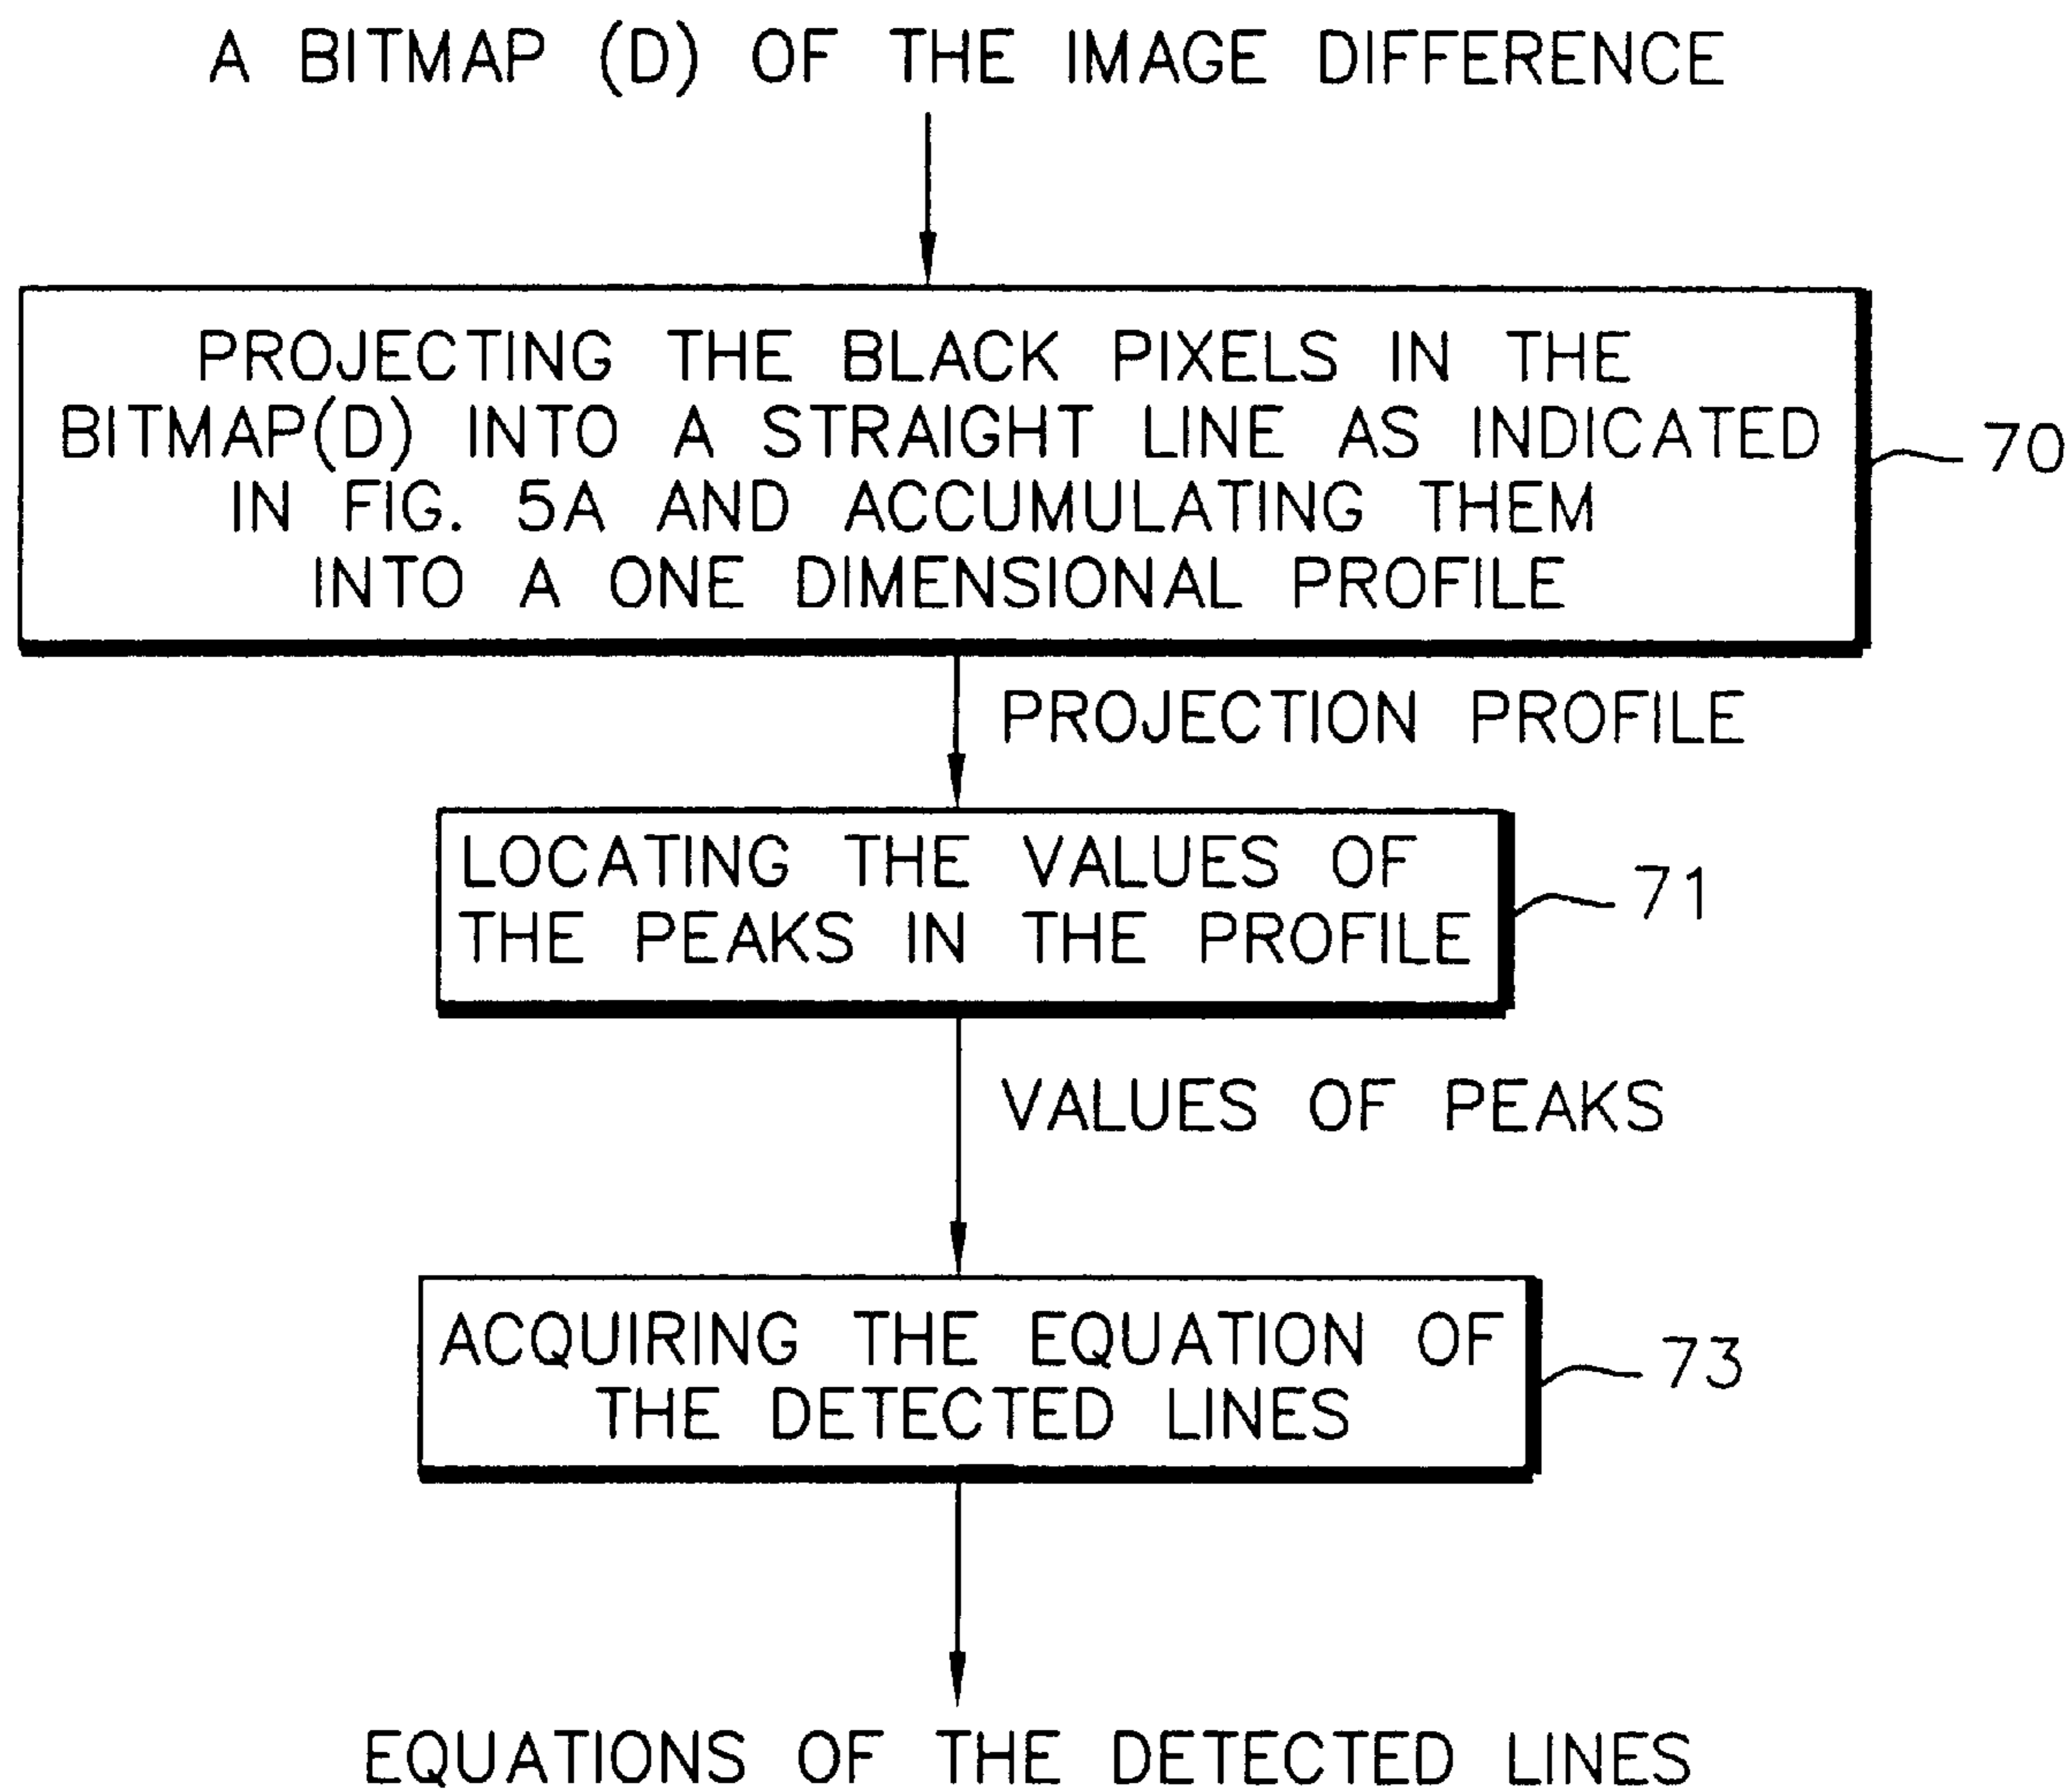 A BITMAP (D) OF THE IMAGE DIFFERENCE
PROJECTING THE BLACK PIXELS IN THE
BITMAP(D) INTO A STRAIGHT LINE AS INDICATED
IN FIG. 5A AND ACCUMULATING THEM
INTO A ONE DIMENSIONAL PROFILE
70
PROJECTION PROFILE
LOCATING THE VALUES OF
THE PEAKS IN THE PROFILE
71
VALUES OF PEAKS
ACQUIRING THE EQUATION OF
THE DETECTED LINES
73
EQUATIONS OF THE DETECTED LINES